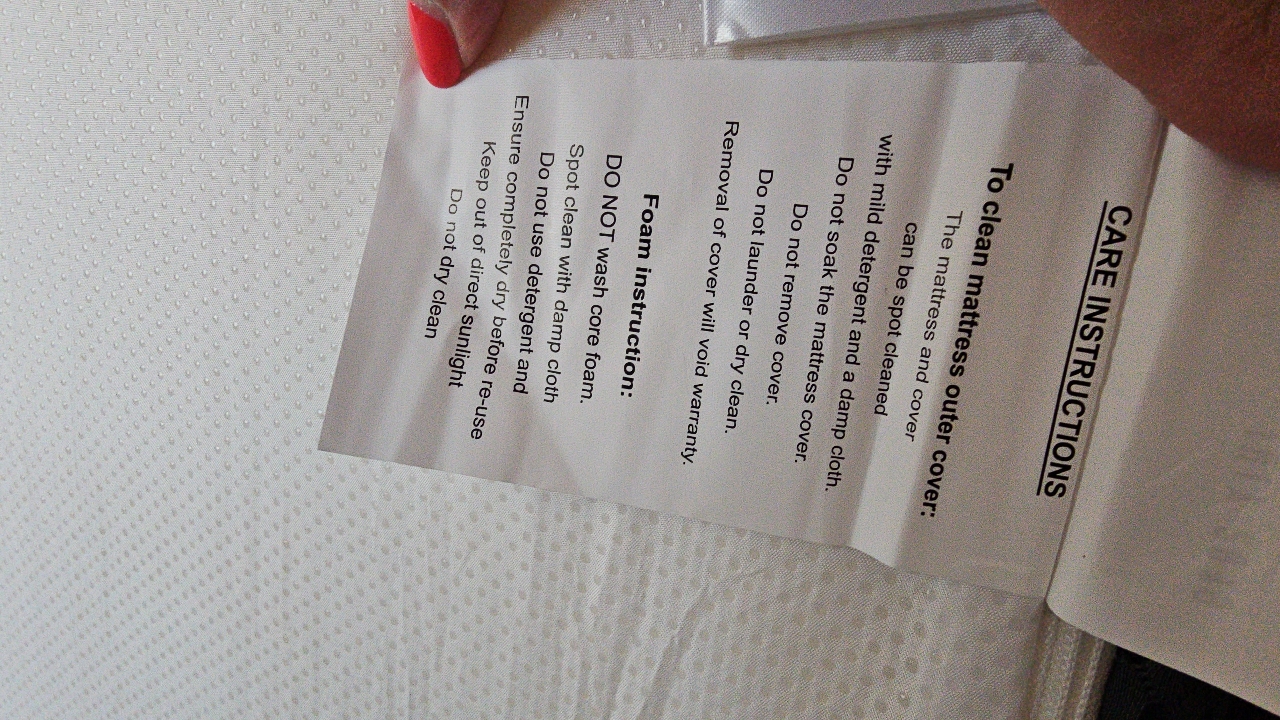 CARE INSTRUCTIONS
To clean mattress outer cover:
The mattress and cover
can be spot cleaned
with mild detergent and a damp cloth.
Do not soak the mattress cover.
Do not remove cover.
Do not launder or dry clean.
Removal of cover will void warranty.
Foam instruction:
DO NOT wash core foam.
Spot clean with damp cloth
Do not use detergent and
Ensure completely dry before re-use
Keep out of direct sunlight
Do not dry clean